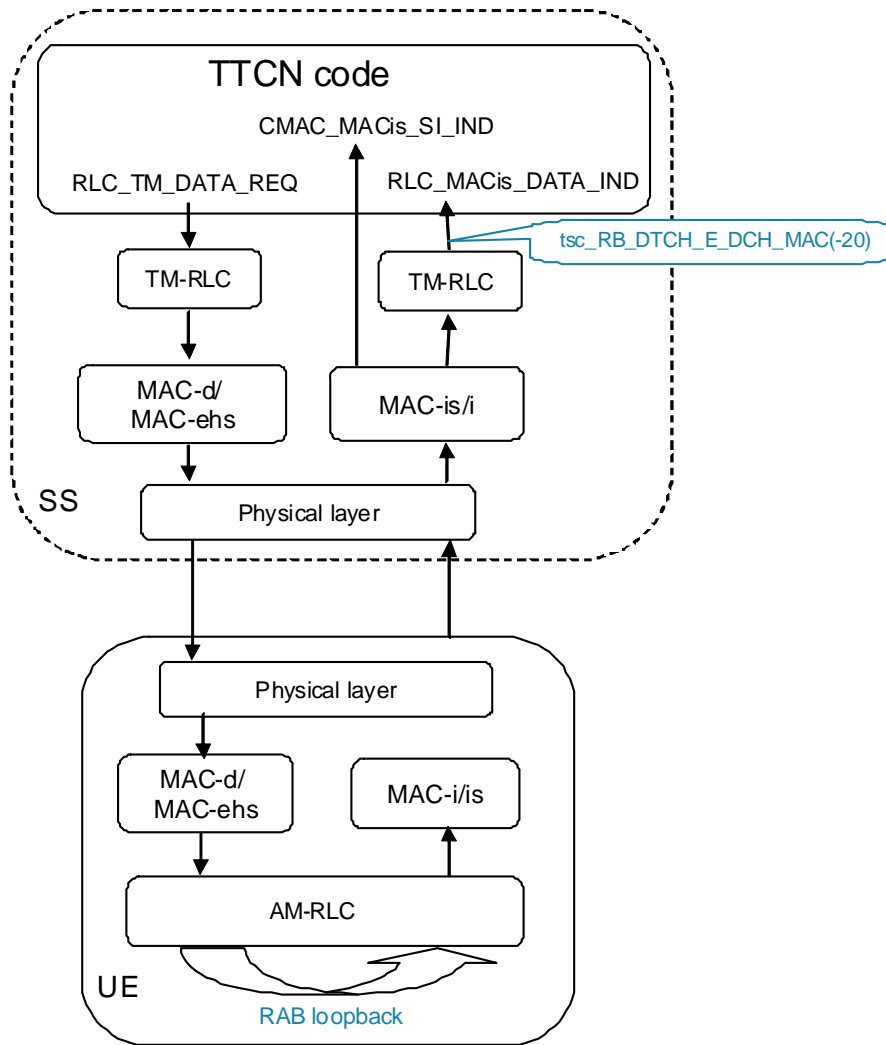 TTCN code
CMAC_MACis_SI_IND
RLC_TM_DATA_REQ
RLC_MACis_DATA_IND
tsc_RB_DTCH_E_DCH_MAC(-20)
TM-RLC
TM-RLC
MAC-d/
MAC-ehs
MAC-is/i
SS
Physical layer
Physical layer
MAC-d/
MAC-ehs
MAC-i/is
AM-RLC
UE
RAB loopback